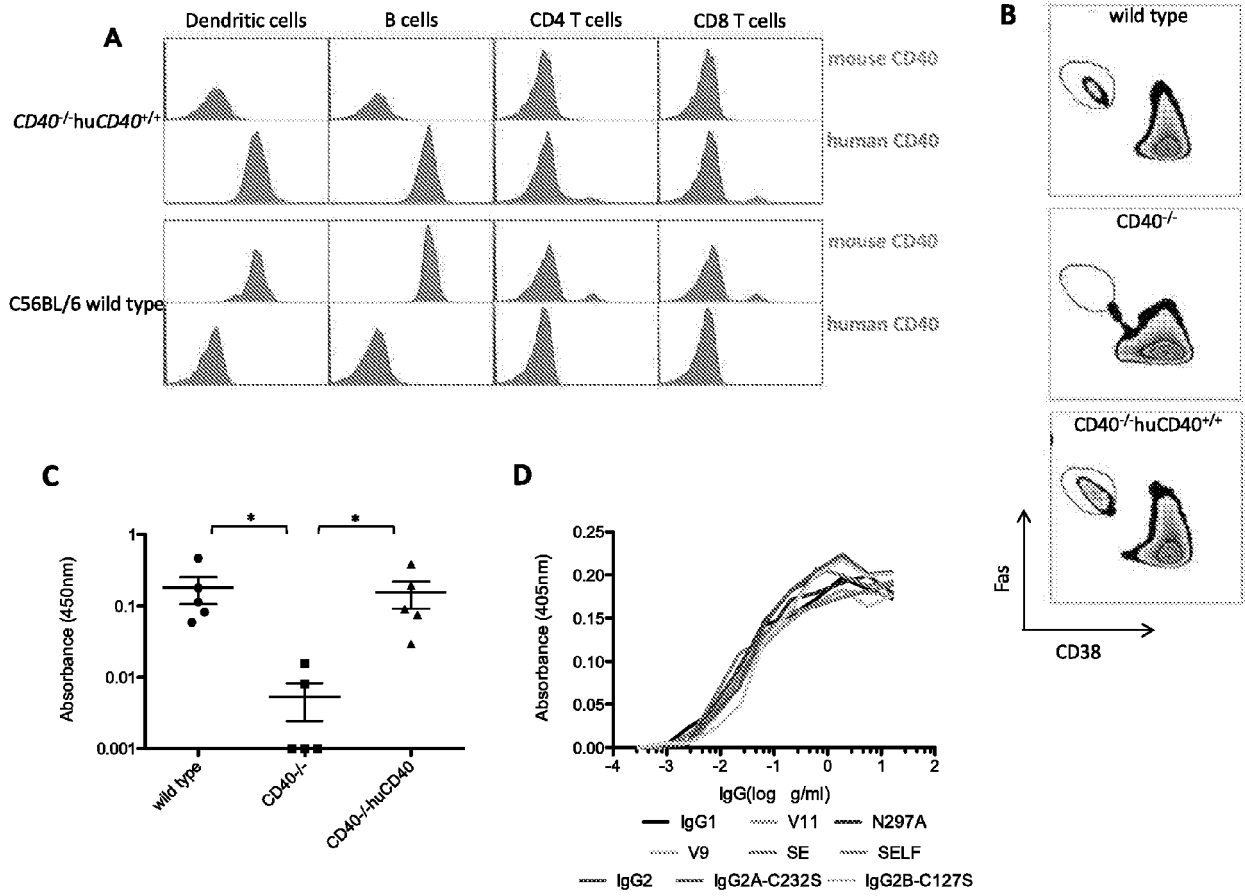 A
Dendritic cells
B cells
CD4 T cells
CD8 T cells
CD40-/-huCD40+/+
mouse CD40
human CD40
C56BL/6 wild type
mouse CD40
human CD40
B
wild type
CD40-/-
CD40-/-huCD40+/+
Fas
CD38
C
Absorbance (450nm)
1
0.1
0.01
0.001
*
*
wild type
CD40-/-
CD40-/-huCD40
D
Absorbance (405nm)
0.25
0.20
0.15
0.10
0.05
0.00
-4
-3
-2
-1
0
1
2
IgG(log g/ml)
IgG1
V11
N297A
V9
SE
SELF
IgG2
IgG2A-C232S
IgG2B-C127S